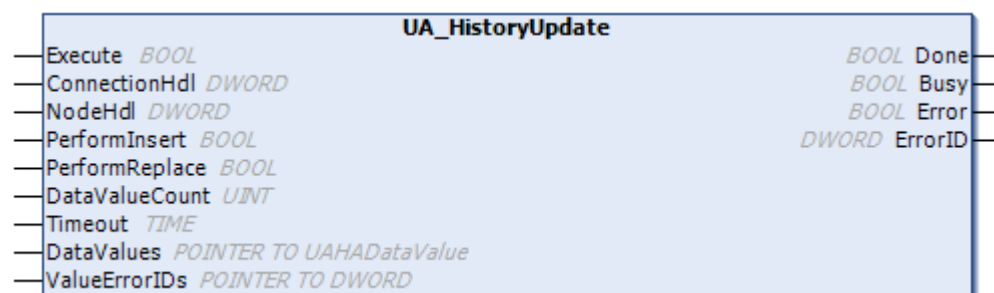 UA_HistoryUpdate
Execute BOOL BOOL Done
ConnectionHdl DWORD BOOL Busy
NodeHdl DWORD BOOL Error
PerformInsert BOOL DWORD ErrorID
PerformReplace BOOL
DataValueCount UINT
Timeout TIME
DataValues POINTER TO UAHADataValue
ValueErrorIDs POINTER TO DWORD